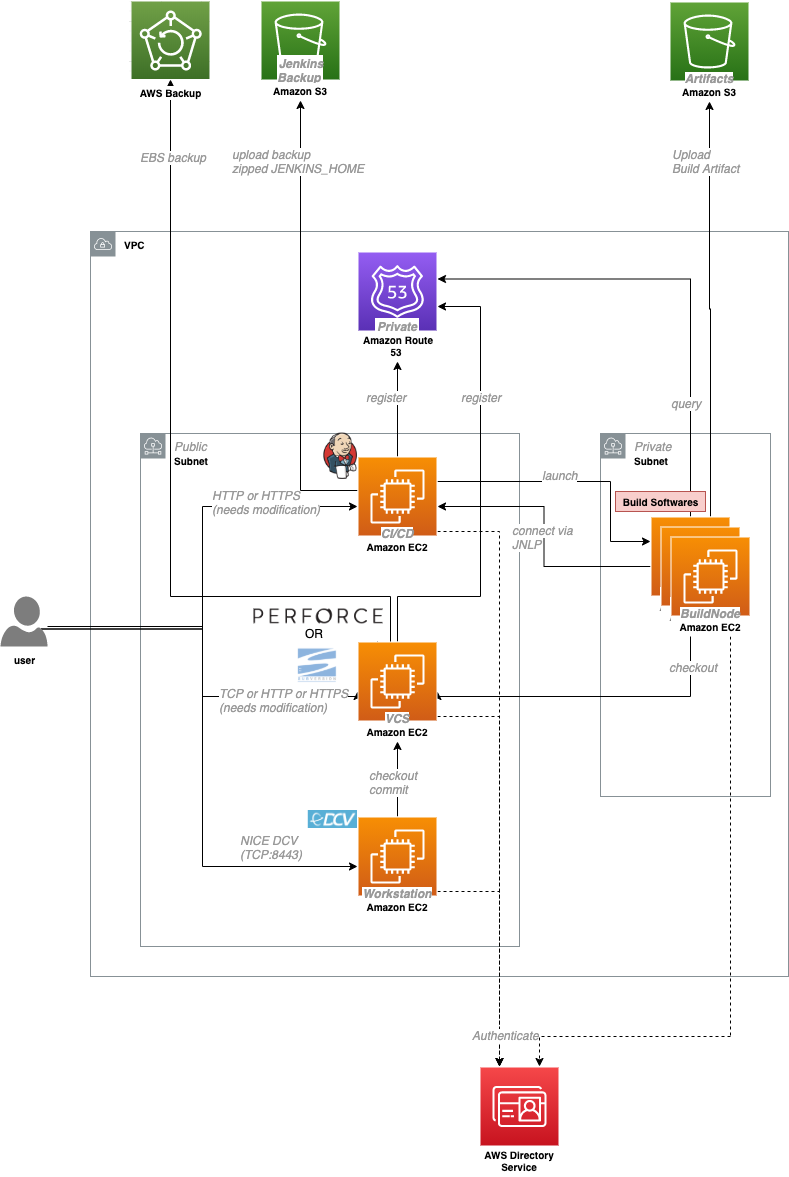 Jenkins
Backup
Artifacts
AWS Backup
Amazon S3
Amazon S3
EBS backup
upload backup
zipped JENKINS_HOME
Upload
Build Artifact
VPC
53
Private
Amazon Route
53
register
register
query
Public
Subnet
Private
Subnet
launch
HTTP or HTTPS
(needs modification)
Build Softwares
CI/CD
Amazon EC2
connect via
JNLP
PERFORCE
OR
BuildNode
Amazon EC2
user
SUBVERSION
checkout
TCP or HTTP or HTTPS
(needs modification)
VCS
Amazon EC2
checkout
commit
DCV
NICE DCV
(TCP:8443)
Workstation
Amazon EC2
Authenticate
AWS Directory
Service